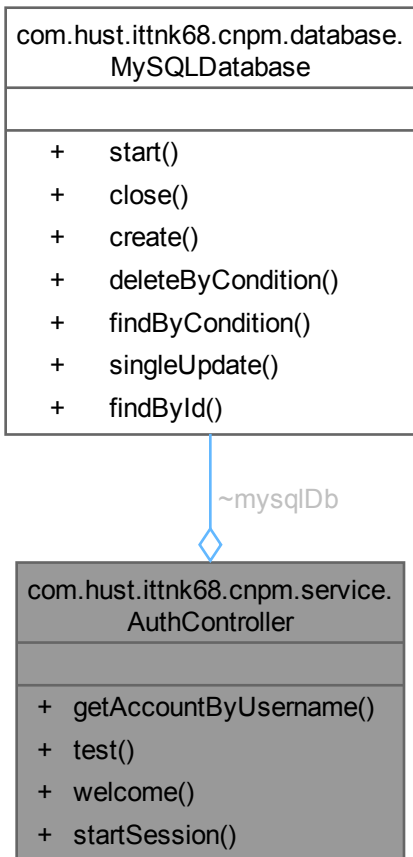 com.hust.ittnk68.cnpm.database.
MySQLDatabase
+ start()
+ close()
+ create()
+ deleteByCondition()
+ findByCondition()
+ singleUpdate()
+ findById()
~mysqlDb
com.hust.ittnk68.cnpm.service.
AuthController
+ getAccountByUsername()
+ test()
+ welcome()
+ startSession()